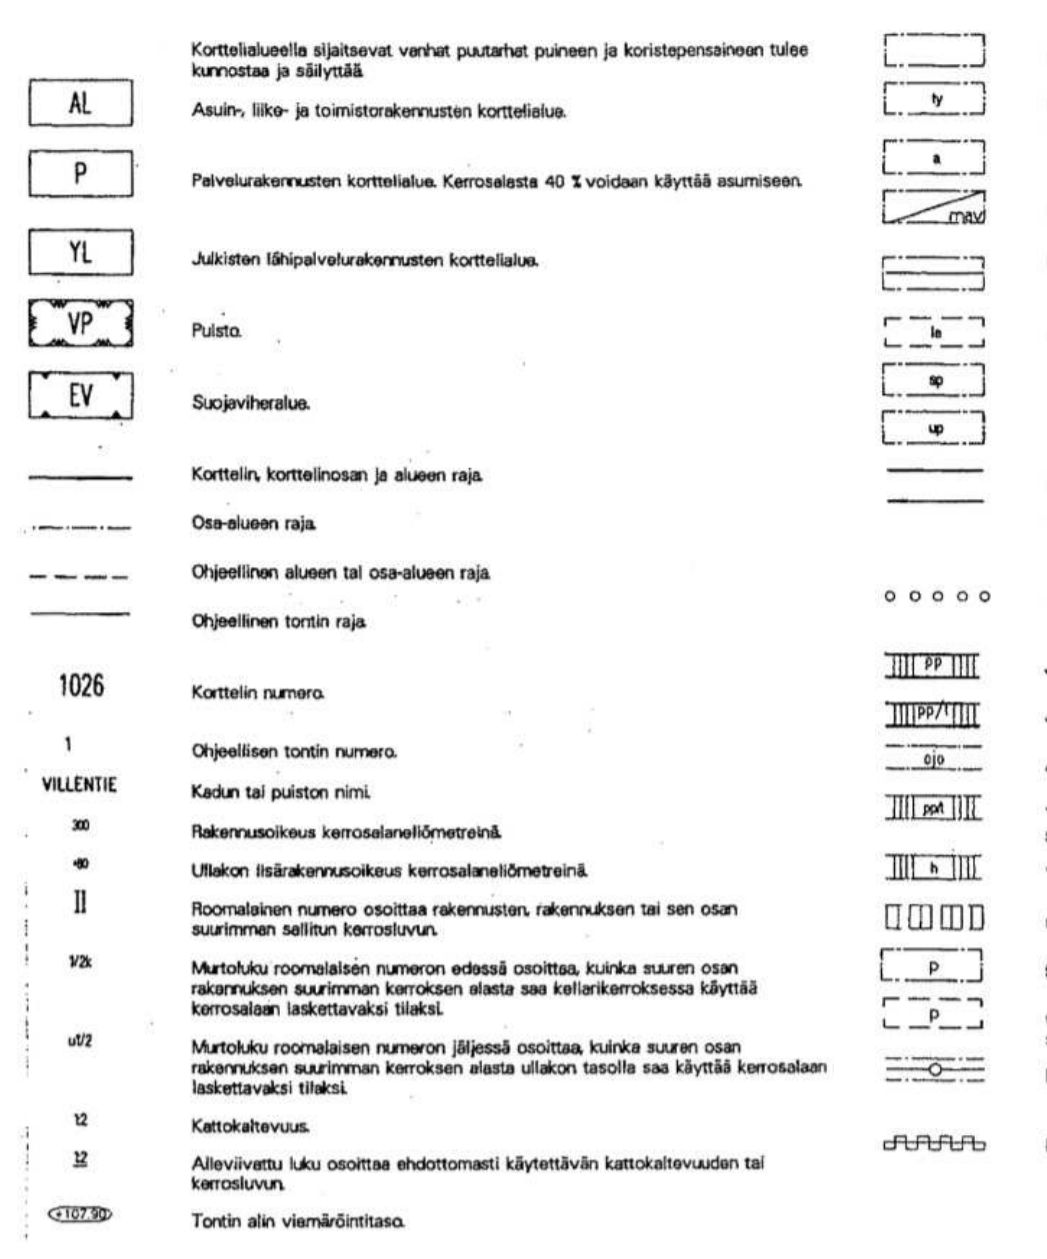 Korttelialueella sijaitsevat vanhat puutarhat puineen ja koristepensaineen tulee
kunnostaa ja säilyttää.
AL
Asuin-, liike- ja toimistorakennusten korttelialue.
P
Palvelurakennusten korttelialue. Kerrosalasta 40 % voidaan käyttää asumiseen.
YL
Julkisten lähipalvelurakennusten korttelialue.
VP
Puisto.
EV
Suojaviheralue.
Korttelin, korttelinosan ja alueen raja.
Osa-alueen raja.
Ohjeellinen alueen tai osa-alueen raja.
Ohjeellinen tontin raja.
1026
Korttelin numero.
1
Ohjeellisen tontin numero.
VILLENTIE
Kadun tai puiston nimi.
300
Rakennusoikeus kerrosalaneliömetreinä.
+80
Ullakon lisärakennusoikeus kerrosalaneliömetreinä.
II
Roomalainen numero osoittaa rakennusten, rakennuksen tai sen osan
suurimman sallitun kerrosluvun.
1/2k
Murtoluku roomalaisen numeron edessä osoittaa, kuinka suuren osan
rakennuksen suurimman kerroksen alasta saa kellarikerroksessa käyttää
kerrosalaan laskettavaksi tilaksi.
u1/2
Murtoluku roomalaisen numeron jäljessä osoittaa, kuinka suuren osan
rakennuksen suurimman kerroksen alasta ullakon tasolla saa käyttää kerrosalaan
laskettavaksi tilaksi.
1:2
Kattokaltevuus.
1:2
Alleviivattu luku osoittaa ehdottomasti käytettävän kattokaltevuuden tai
kerrosluvun.
+107.90
Tontin alin viemäröintitaso.
ty
a
mav
le
sp
up
pp
pp/t
ojo
pp/t
h
p
p